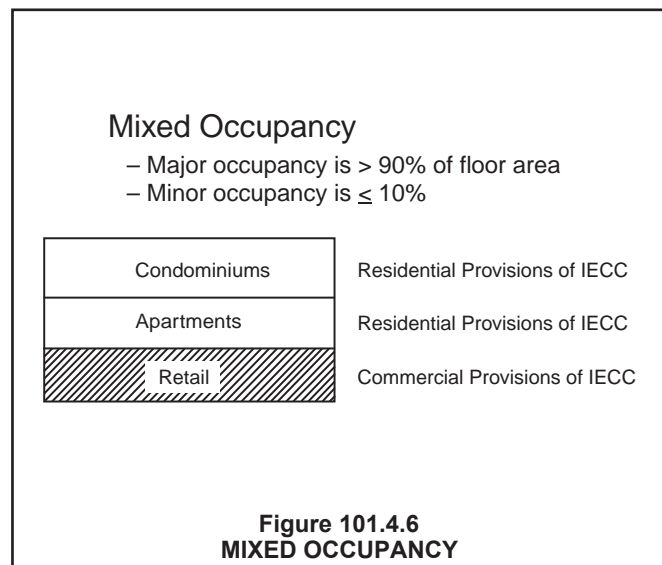 Mixed Occupancy
– Major occupancy is > 90% of floor area
– Minor occupancy is ≤ 10%
Condominiums Residential Provisions of IECC
Apartments Residential Provisions of IECC
Retail Commercial Provisions of IECC
Figure 101.4.6
MIXED OCCUPANCY